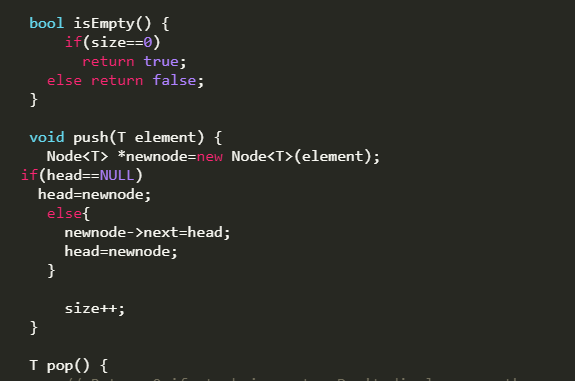 bool isEmpty() {
if(size==0)
return true;
else return false;
}
void push(T element) {
Node<T> *newnode=new Node<T>(element);
if(head==NULL)
head=newnode;
else{
newnode->next=head;
head=newnode;
}
size++;
}
T pop() {